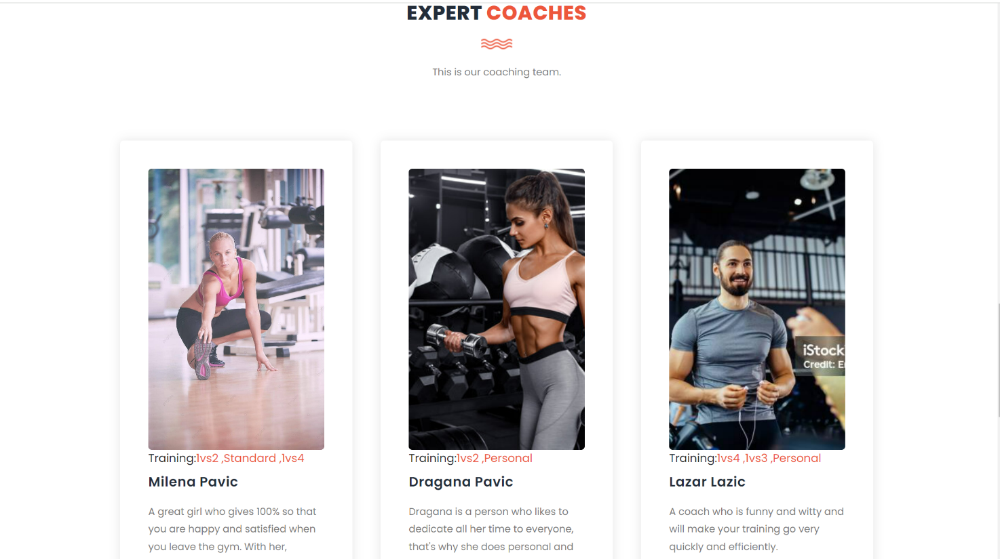 EXPERT COACHES
This is our coaching team.
iStock
Credit:
Training:1vs2 ,Standard ,1vs4
Milena Pavic
A great girl who gives 100% so that
you are happy and satisfied when
you leave the gym. With her,
Training:1vs2 ,Personal
Dragana Pavic
Dragana is a person who likes to
dedicate all her time to everyone,
that's why she does personal and
Training:1vs4 ,1vs3 ,Personal
Lazar Lazic
A coach who is funny and witty and
will make your training go very
quickly and efficiently.